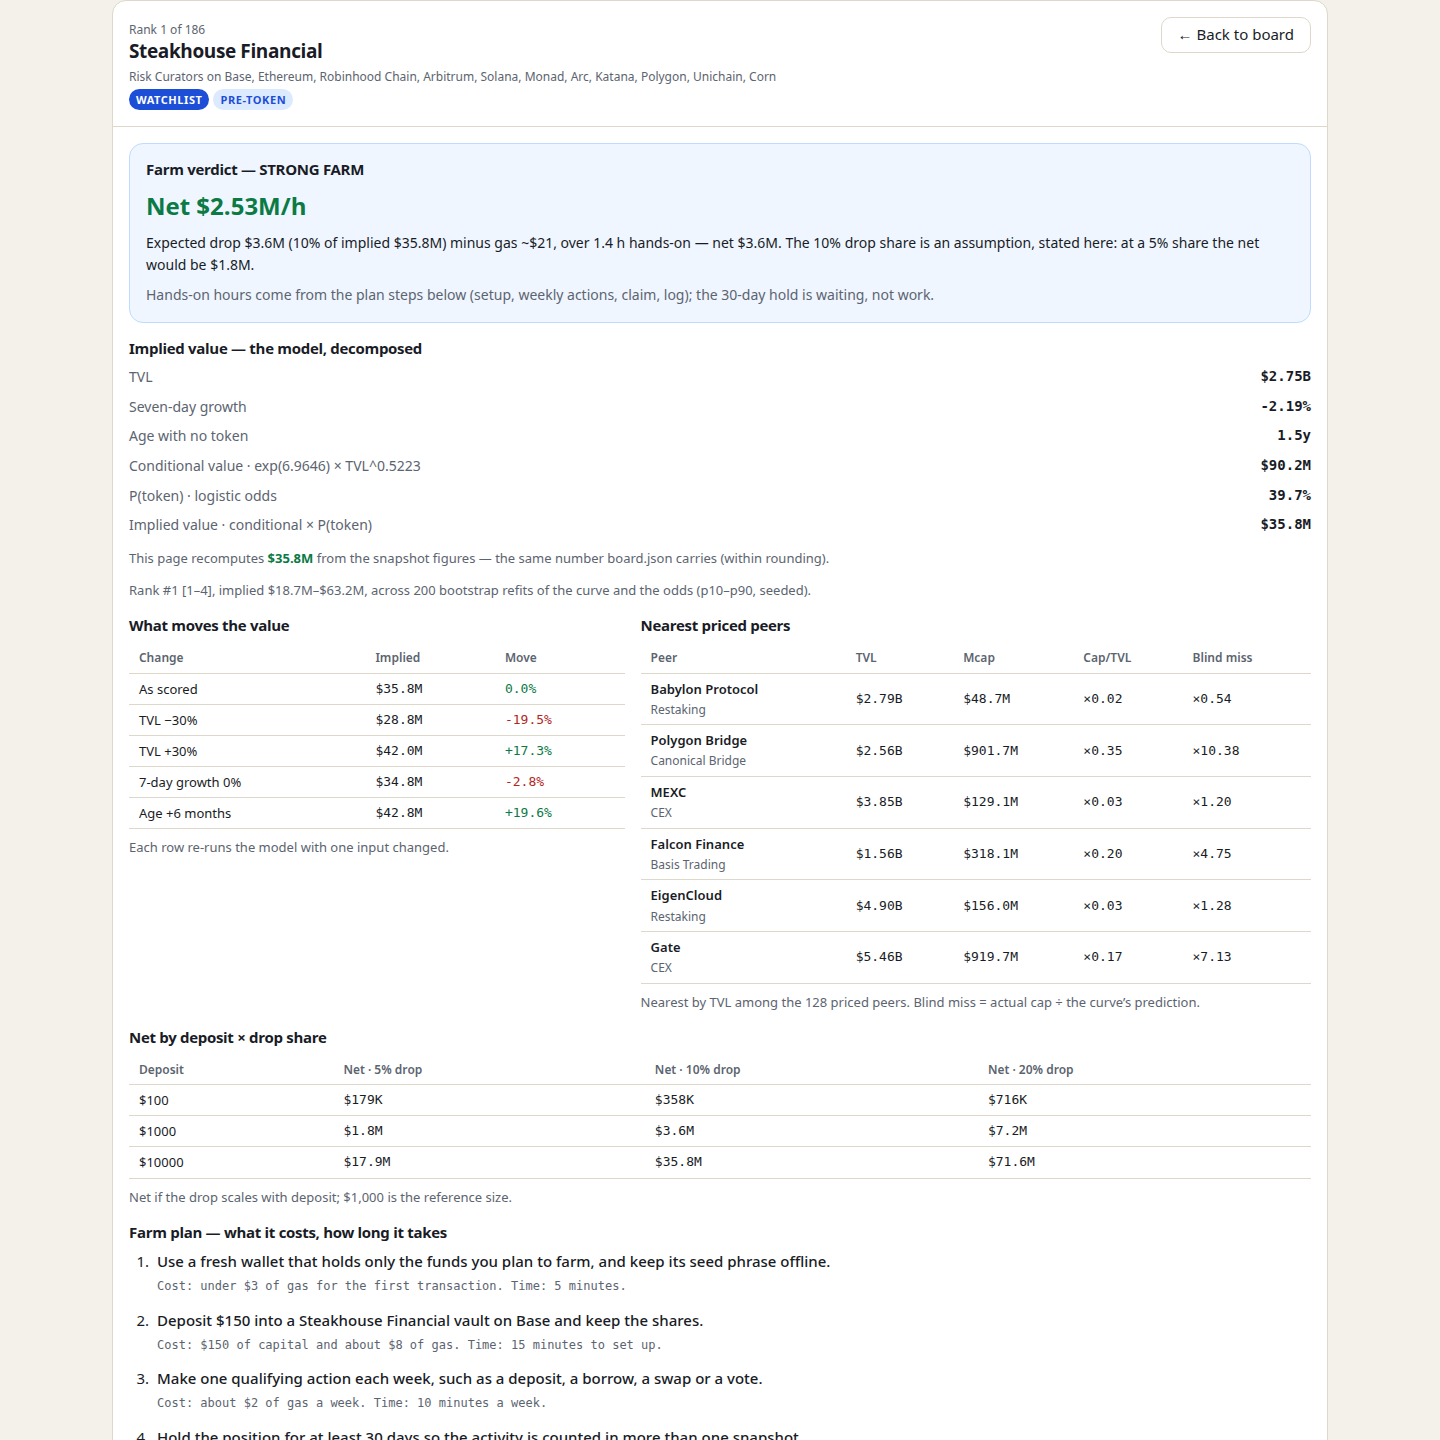 Rank 1 of 186
Steakhouse Financial
Risk Curators on Base, Ethereum, Robinhood Chain, Arbitrum, Solana, Monad, Arc, Katana, Polygon, Unichain, Corn
WATCHLIST PRE-TOKEN
← Back to board
Farm verdict — STRONG FARM
Net $2.53M/h
Expected drop $3.6M (10% of implied $35.8M) minus gas ~$21, over 1.4 h hands-on — net $3.6M. The 10% drop share is an assumption, stated here: at a 5% share the net
would be $1.8M.
Hands-on hours come from the plan steps below (setup, weekly actions, claim, log); the 30-day hold is waiting, not work.
Implied value — the model, decomposed
TVL $2.75B
Seven-day growth -2.19%
Age with no token 1.5y
Conditional value · exp(6.9646) × TVL^0.5223 $90.2M
P(token) · logistic odds 39.7%
Implied value · conditional × P(token) $35.8M
This page recomputes $35.8M from the snapshot figures — the same number board.json carries (within rounding).
Rank #1 [1–4], implied $18.7M–$63.2M, across 200 bootstrap refits of the curve and the odds (p10–p90, seeded).
What moves the value
Change Implied Move
As scored $35.8M 0.0%
TVL −30% $28.8M -19.5%
TVL +30% $42.0M +17.3%
7-day growth 0% $34.8M -2.8%
Age +6 months $42.8M +19.6%
Each row re-runs the model with one input changed.
Nearest priced peers
Peer TVL Mcap Cap/TVL Blind miss
Babylon Protocol
Restaking $2.79B $48.7M ×0.02 ×0.54
Polygon Bridge
Canonical Bridge $2.56B $901.7M ×0.35 ×10.38
MEXC
CEX $3.85B $129.1M ×0.03 ×1.20
Falcon Finance
Basis Trading $1.56B $318.1M ×0.20 ×4.75
EigenCloud
Restaking $4.90B $156.0M ×0.03 ×1.28
Gate
CEX $5.46B $919.7M ×0.17 ×7.13
Nearest by TVL among the 128 priced peers. Blind miss = actual cap ÷ the curve’s prediction.
Net by deposit × drop share
Deposit Net · 5% drop Net · 10% drop Net · 20% drop
$100 $179K $358K $716K
$1000 $1.8M $3.6M $7.2M
$10000 $17.9M $35.8M $71.6M
Net if the drop scales with deposit; $1,000 is the reference size.
Farm plan — what it costs, how long it takes
1. Use a fresh wallet that holds only the funds you plan to farm, and keep its seed phrase offline.
Cost: under $3 of gas for the first transaction. Time: 5 minutes.
2. Deposit $150 into a Steakhouse Financial vault on Base and keep the shares.
Cost: $150 of capital and about $8 of gas. Time: 15 minutes to set up.
3. Make one qualifying action each week, such as a deposit, a borrow, a swap or a vote.
Cost: about $2 of gas a week. Time: 10 minutes a week.
4. Hold the position for at least 30 days so the activity is counted in more than one snapshot.